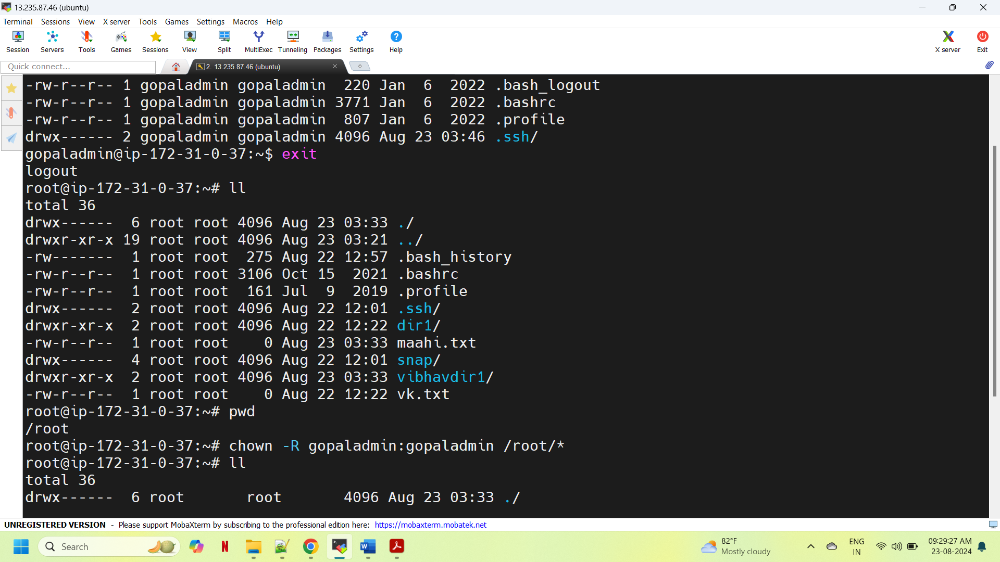 13.235.87.46 (ubuntu)
Terminal Sessions View X server Tools Games Settings Macros Help
Session Servers Tools Games Sessions View Split MultiExec Tunneling Packages Settings Help X server Exit
Quick connect...
2. 13.235.87.46 (ubuntu)
-rw-r--r-- 1 gopaladmin gopaladmin  220 Jan  6  2022 .bash_logout
-rw-r--r-- 1 gopaladmin gopaladmin 3771 Jan  6  2022 .bashrc
-rw-r--r-- 1 gopaladmin gopaladmin  807 Jan  6  2022 .profile
drwx------ 2 gopaladmin gopaladmin 4096 Aug 23 03:46 .ssh/
gopaladmin@ip-172-31-0-37:~$ exit
logout
root@ip-172-31-0-37:~# ll
total 36
drwx------  6 root root 4096 Aug 23 03:33 ./
drwxr-xr-x 19 root root 4096 Aug 23 03:21 ../
-rw-------  1 root root  275 Aug 22 12:57 .bash_history
-rw-r--r--  1 root root 3106 Oct 15  2021 .bashrc
-rw-r--r--  1 root root  161 Jul  9  2019 .profile
drwx------  2 root root 4096 Aug 22 12:01 .ssh/
drwxr-xr-x  2 root root 4096 Aug 22 12:22 dir1/
-rw-r--r--  1 root root    0 Aug 23 03:33 maahi.txt
drwx------  4 root root 4096 Aug 22 12:01 snap/
drwxr-xr-x  2 root root 4096 Aug 23 03:33 vibhavdir1/
-rw-r--r--  1 root root    0 Aug 22 12:22 vk.txt
root@ip-172-31-0-37:~# pwd
/root
root@ip-172-31-0-37:~# chown -R gopaladmin:gopaladmin /root/*
root@ip-172-31-0-37:~# ll
total 36
drwx------  6 root       root       4096 Aug 23 03:33 ./
UNREGISTERED VERSION - Please support MobaXterm by subscribing to the professional edition here: https://mobaxterm.mobatek.net
Search
82°F
Mostly cloudy
ENG
IN
09:29:27 AM
23-08-2024